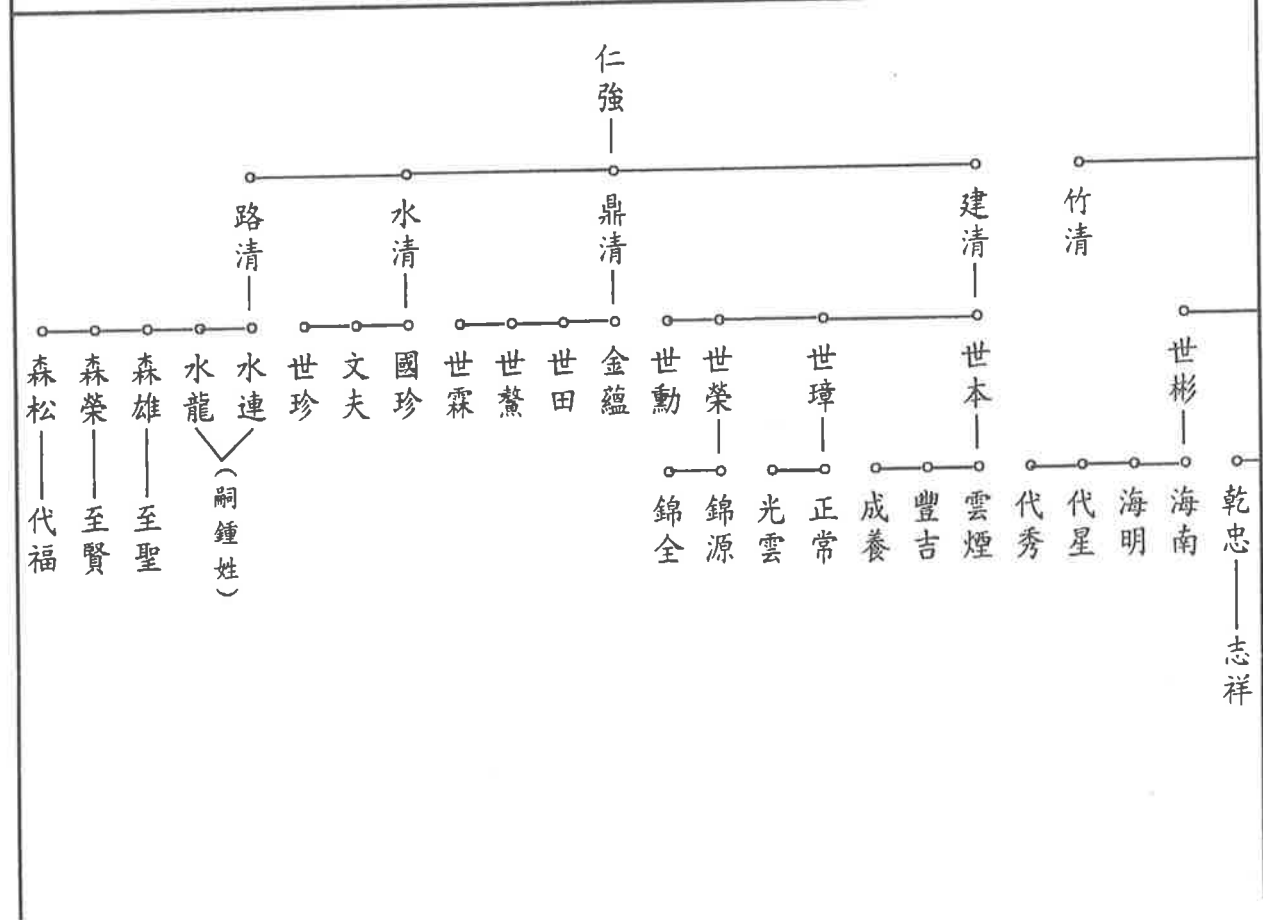 仁強
竹清
建清
鼎清
水清
路清
世彬
世本
世璋
世榮
世勳
金蘊
世田
世鰲
世霖
國珍
文夫
世珍
水連
水龍
森雄
森榮
森松
乾忠
海南
海明
代星
代秀
雲煙
豐吉
成養
正常
光雲
錦源
錦全
（嗣鍾姓）
至聖
至賢
代福
志祥